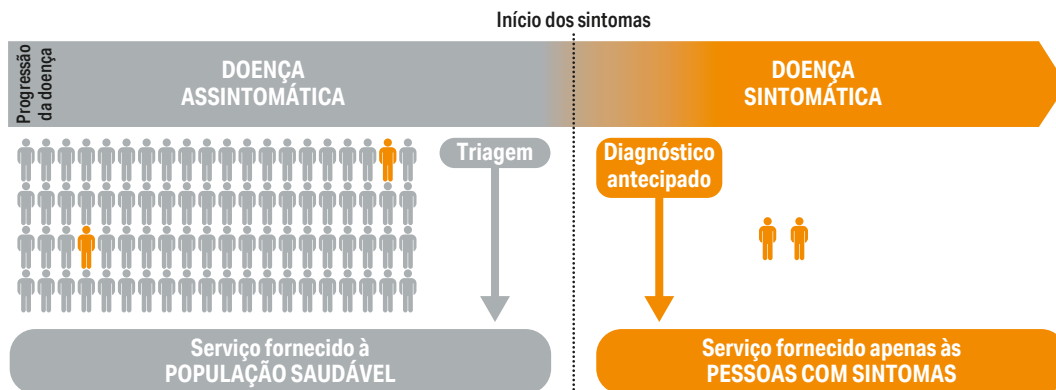 Início dos sintomas
Progressão
da doença
DOENÇA
ASSINTOMÁTICA
DOENÇA
SINTOMÁTICA
Triagem
Diagnóstico
antecipado
Serviço fornecido à
POPULAÇÃO SAUDÁVEL
Serviço fornecido apenas às
PESSOAS COM SINTOMAS